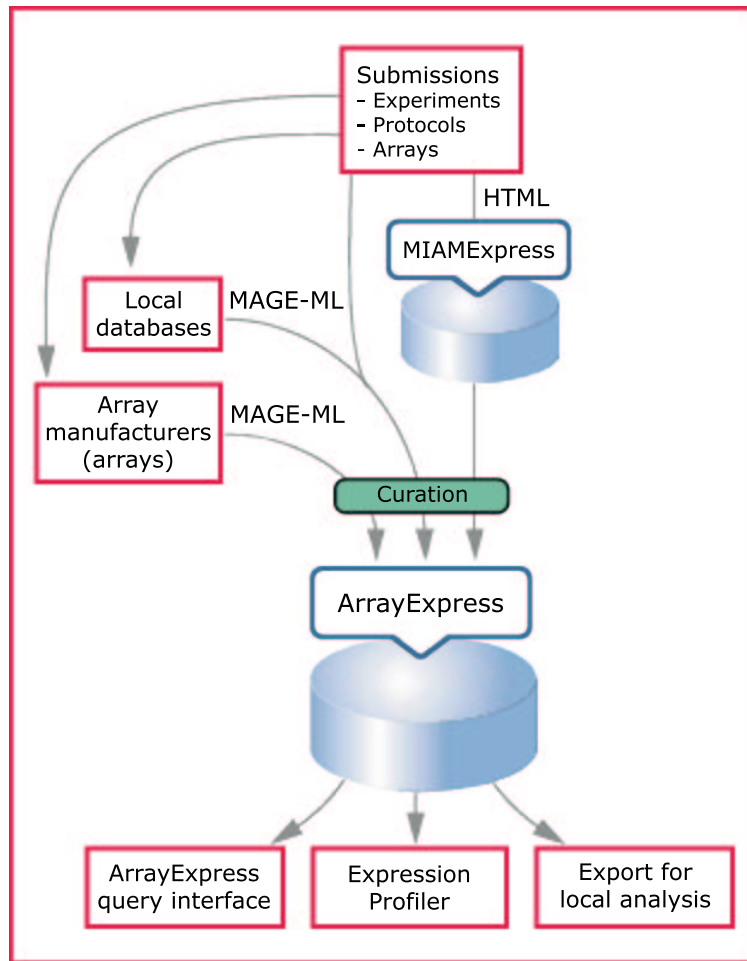 Submissions
- Experiments
- Protocols
- Arrays
HTML
MIAMExpress
Local
databases
MAGE-ML
Array
manufacturers
(arrays)
MAGE-ML
Curation
ArrayExpress
ArrayExpress
query interface
Expression
Profiler
Export for
local analysis